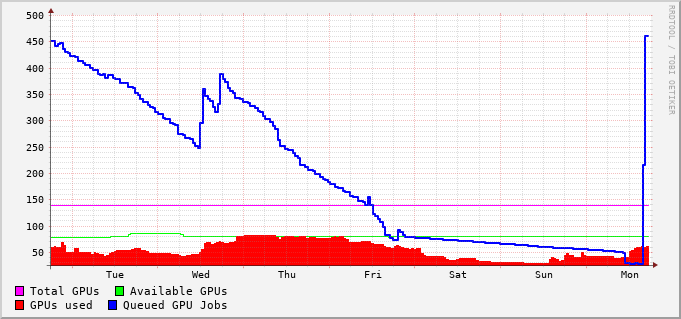 500
450
400
350
300
250
200
150
100
50
Tue Wed Thu Fri Sat Sun Mon
Total GPUs Available GPUs
GPUs used Queued GPU Jobs
RRDTOOL / TOBI OETIKER